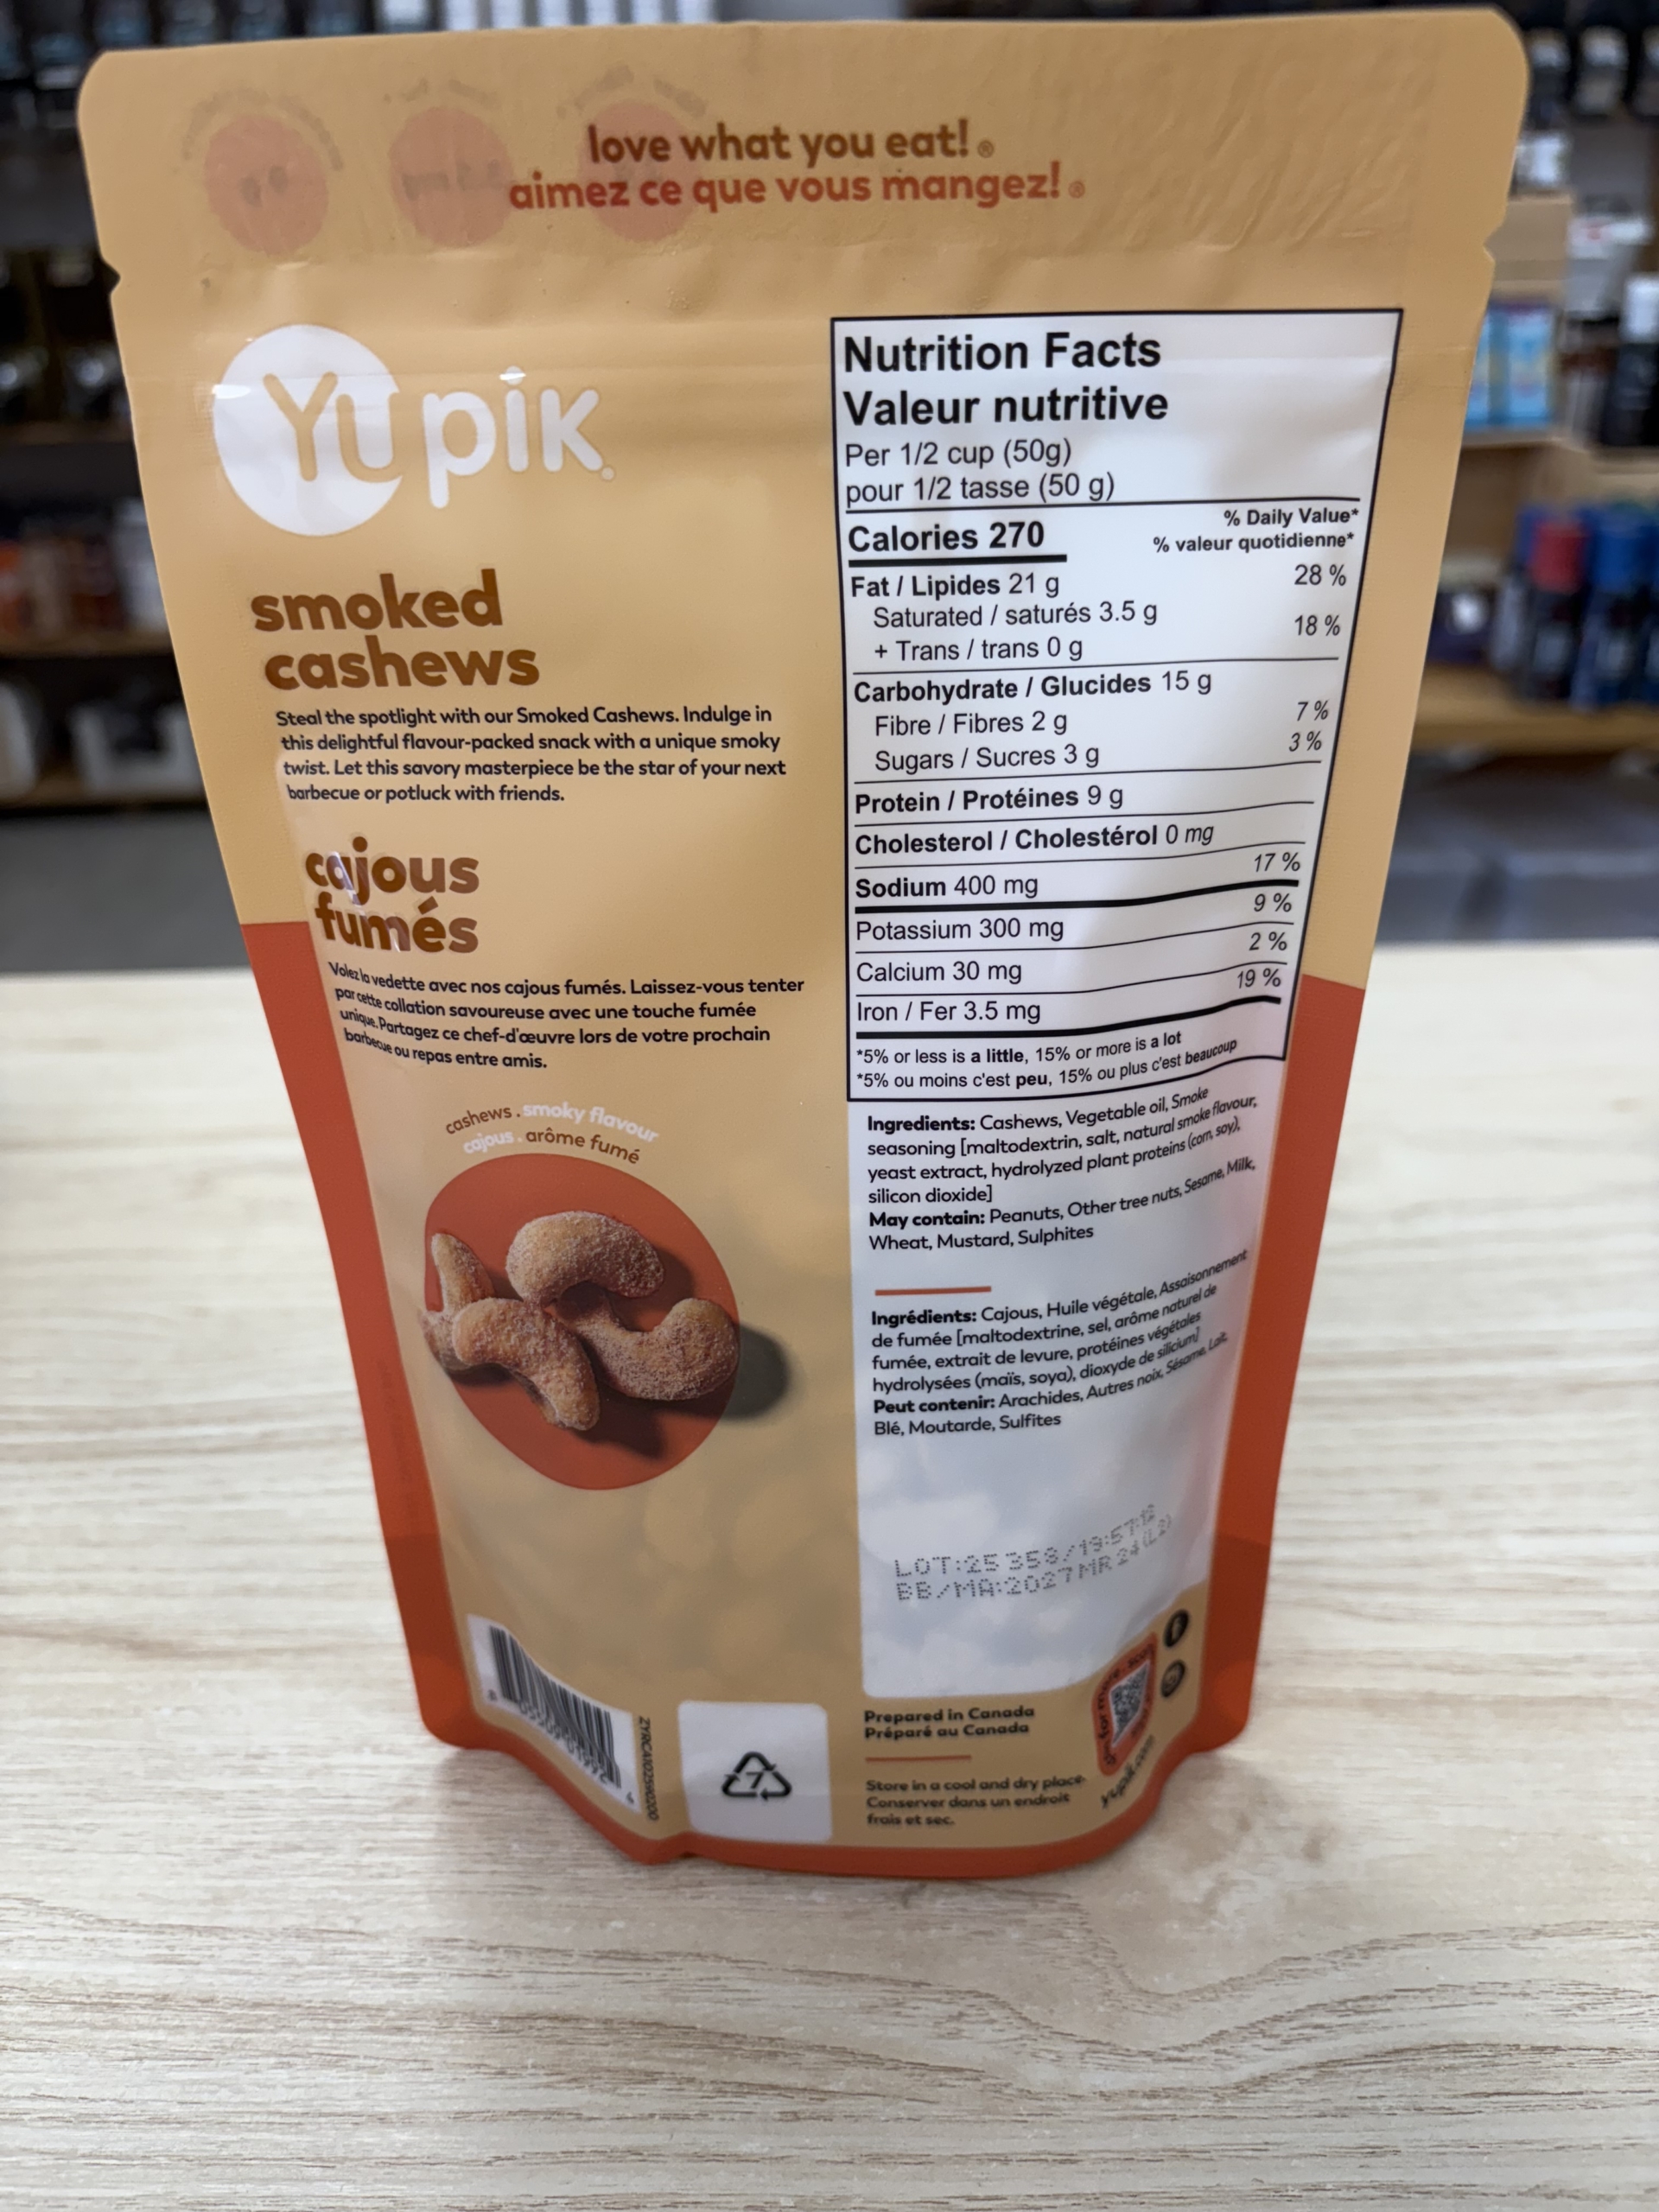 love what you eat!®
aimez ce que vous mangez!®
Yupik®
smoked
cashews
Steal the spotlight with our Smoked Cashews. Indulge in
this delightful flavour-packed snack with a unique smoky
twist. Let this savory masterpiece be the star of your next
barbecue or potluck with friends.
cajous
fumés
Volez la vedette avec nos cajous fumés. Laissez-vous tenter
par cette collation savoureuse avec une touche fumée
unique. Partagez ce chef-d'œuvre lors de votre prochain
barbecue ou repas entre amis.
cashews . smoky flavour
cajous . arôme fumé
Nutrition Facts
Valeur nutritive
Per 1/2 cup (50g)
pour 1/2 tasse (50 g)
Calories 270
% Daily Value*
% valeur quotidienne*
Fat / Lipides 21 g 28 %
Saturated / saturés 3.5 g
+ Trans / trans 0 g 18 %
Carbohydrate / Glucides 15 g
Fibre / Fibres 2 g 7 %
Sugars / Sucres 3 g 3 %
Protein / Protéines 9 g
Cholesterol / Cholestérol 0 mg
Sodium 400 mg 17 %
Potassium 300 mg 9 %
Calcium 30 mg 2 %
Iron / Fer 3.5 mg 19 %
*5% or less is a little, 15% or more is a lot
*5% ou moins c'est peu, 15% ou plus c'est beaucoup
Ingredients: Cashews, Vegetable oil, Smoke
seasoning [maltodextrin, salt, natural smoke flavour,
yeast extract, hydrolyzed plant proteins (corn, soy),
silicon dioxide]
May contain: Peanuts, Other tree nuts, Sesame, Milk,
Wheat, Mustard, Sulphites
Ingrédients: Cajous, Huile végétale, Assaisonnement
de fumée [maltodextrine, sel, arôme naturel de
fumée, extrait de levure, protéines végétales
hydrolysées (maïs, soya), dioxyde de silicium]
Peut contenir: Arachides, Autres noix, Sésame, Lait,
Blé, Moutarde, Sulfites
LOT:25 358/19:57:12
BB/MA:2027 MR 24 (L2)
Prepared in Canada
Préparé au Canada
Store in a cool and dry place.
Conserver dans un endroit
frais et sec.
yupik.com
7